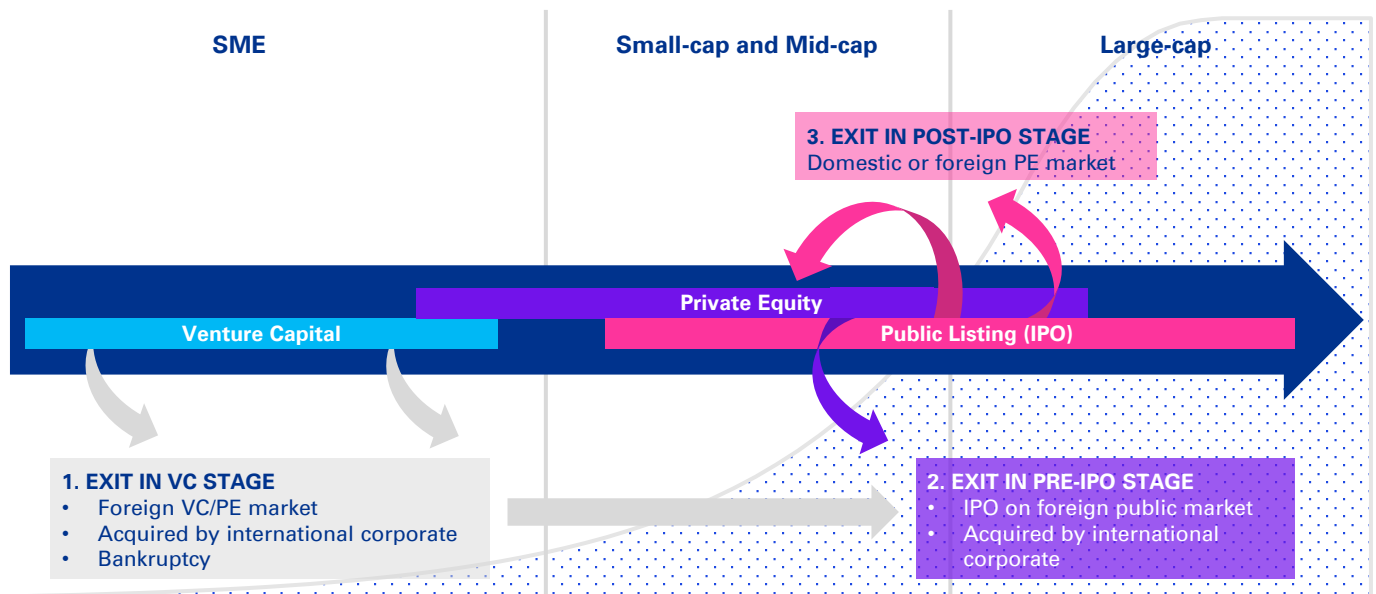 SME
Small-cap and Mid-cap
Large-cap
3. EXIT IN POST-IPO STAGE
Domestic or foreign PE market
Private Equity
Venture Capital
Public Listing (IPO)
1. EXIT IN VC STAGE
• Foreign VC/PE market
• Acquired by international corporate
• Bankruptcy
2. EXIT IN PRE-IPO STAGE
• IPO on foreign public market
• Acquired by international
corporate